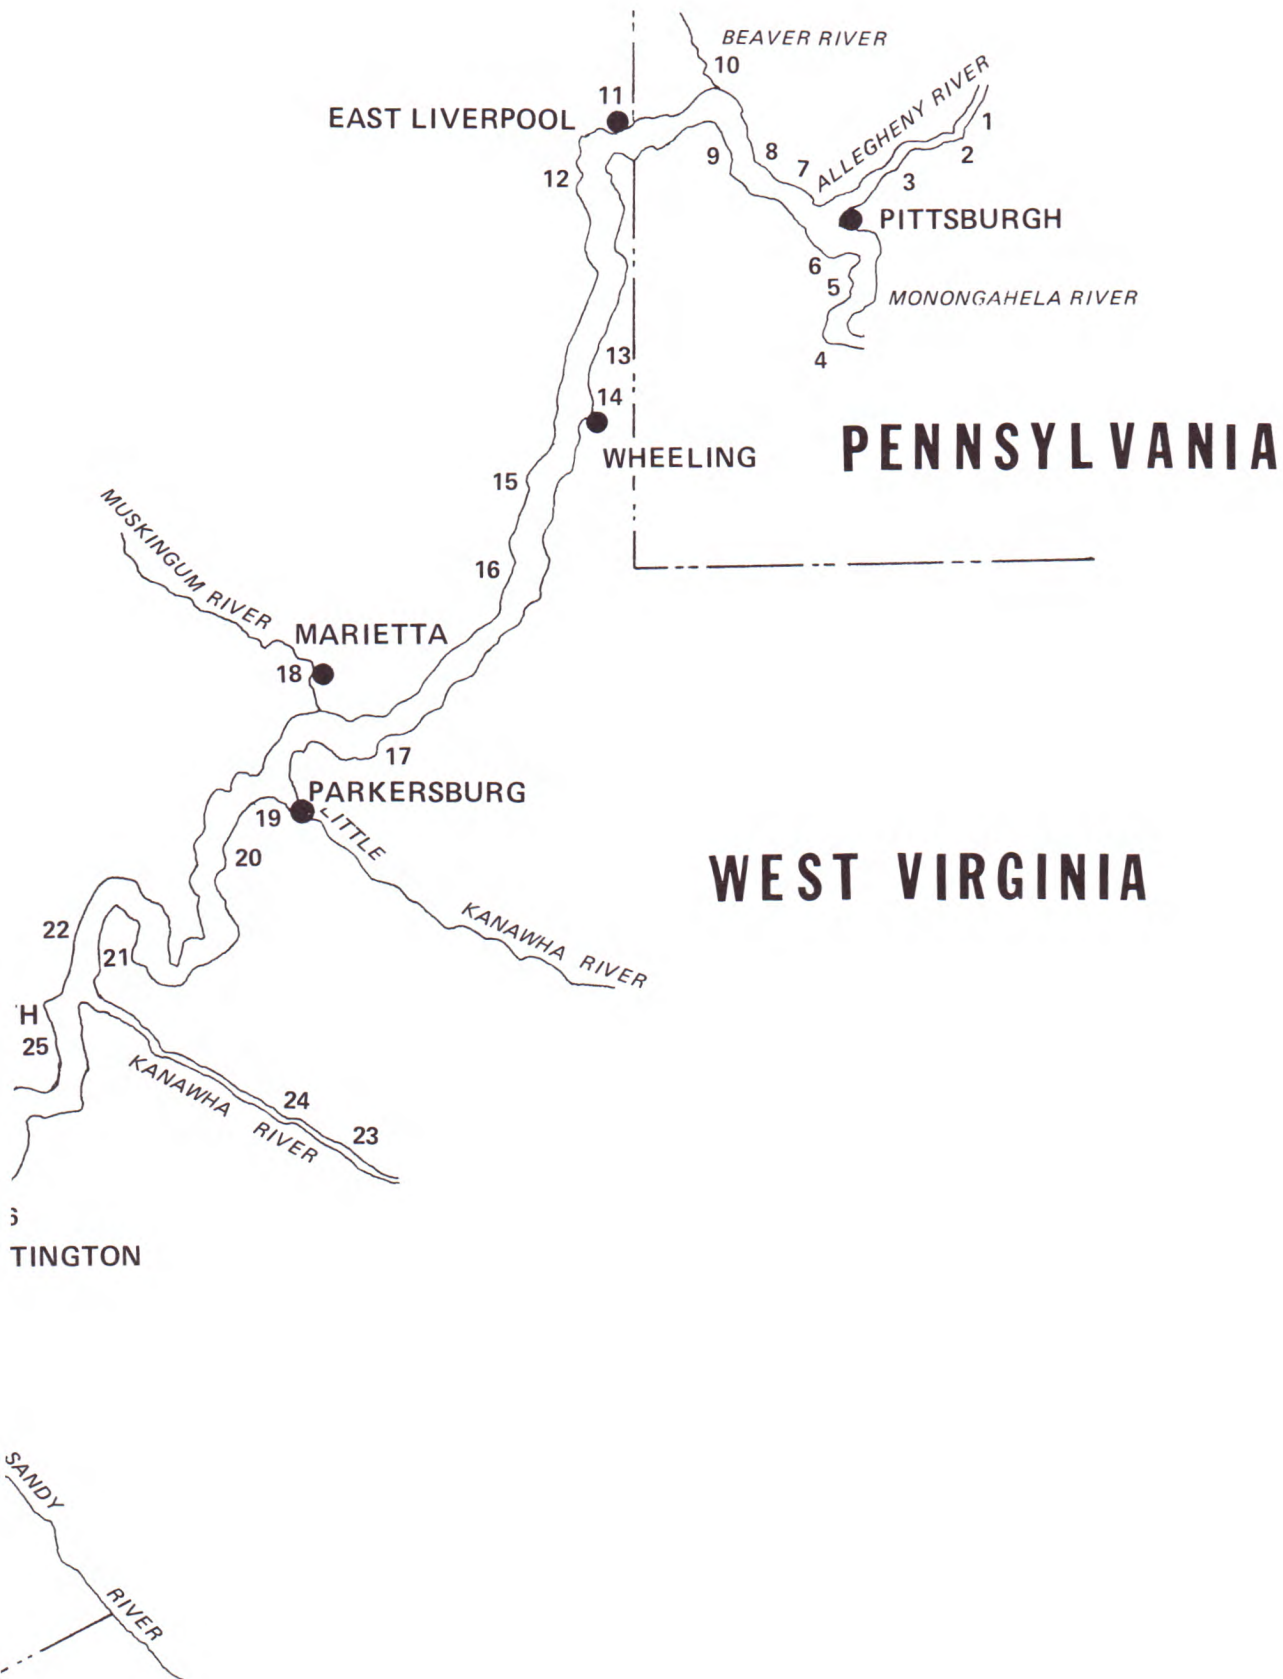 BEAVER RIVER
10
ALLEGHENY RIVER
11
EAST LIVERPOOL
1
2
12
9
8
7
3
PITTSBURGH
6
5
MONONGAHELA RIVER
13
4
14
PENNSYLVANIA
WHEELING
15
MUSKINGUM RIVER
16
MARIETTA
18
17
PARKERSBURG
19
LITTLE
20
WEST VIRGINIA
KANAWHA RIVER
22
21
H
25
KANAWHA RIVER
24
23
TINGTON
SANDY
RIVER